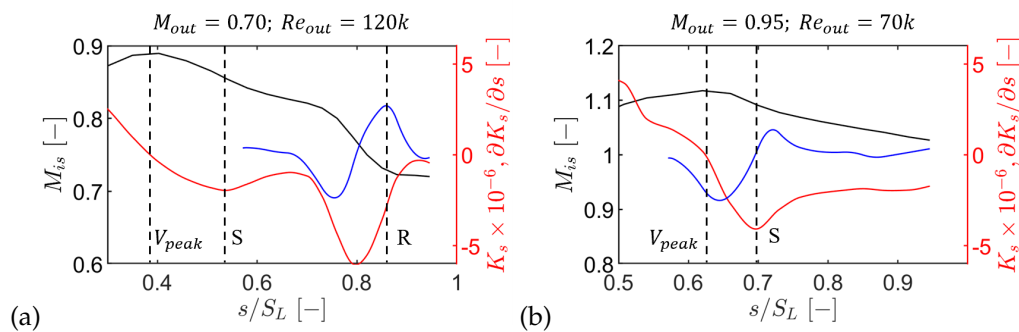 M_out = 0.70; Re_out = 120k
0.9
0.8
0.7
0.6
M_is [−]
5
0
-5
K_s × 10^−6, ∂K_s/∂s [−]
V_peak
S
R
0.4
0.6
0.8
1
s/S_L [−]
(a)
M_out = 0.95; Re_out = 70k
1.2
1.1
1
0.9
0.8
M_is [−]
5
0
-5
K_s × 10^−6, ∂K_s/∂s [−]
V_peak
S
0.5
0.6
0.7
0.8
0.9
s/S_L [−]
(b)